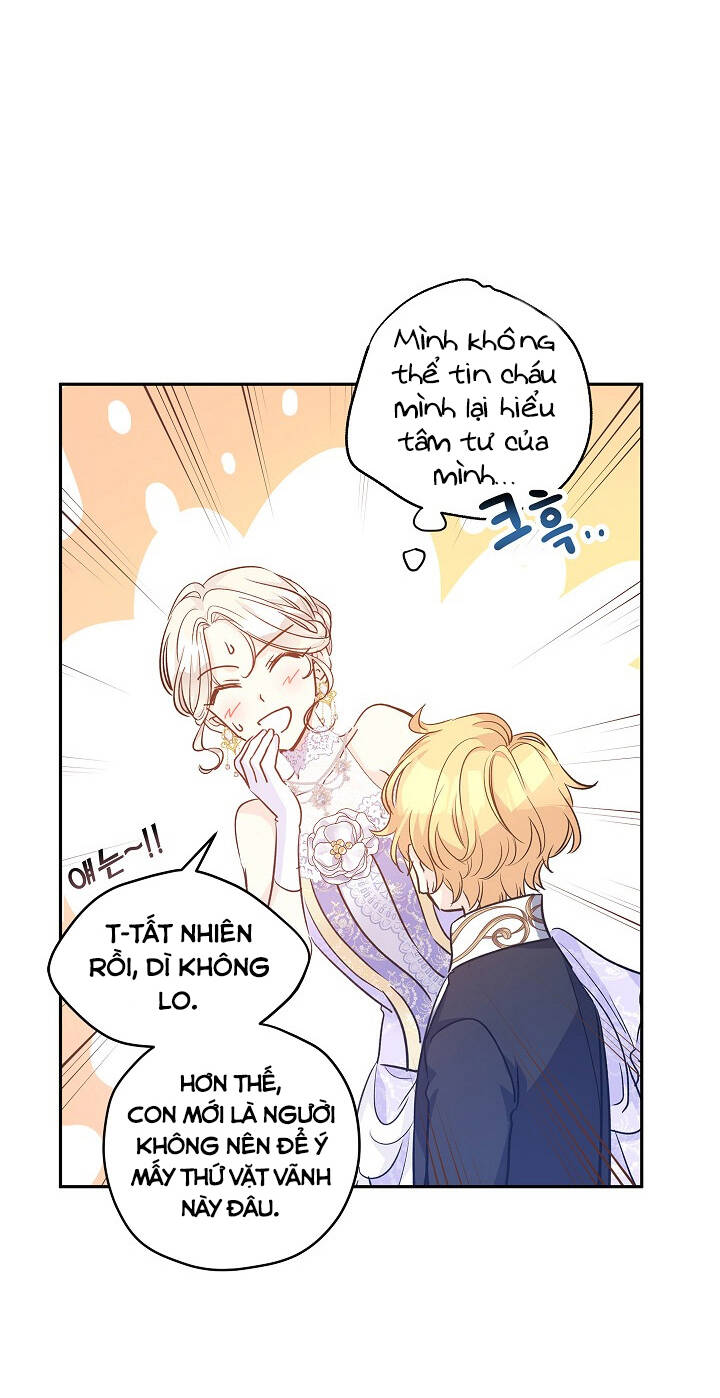 Mình không
thể tin cháu
mình lại hiểu
tâm tư của
mình...
크흑..
얘는~!!
T-TẤT NHIÊN
RỒI, DÌ KHÔNG
LO.
HƠN THẾ,
CON MỚI LÀ NGƯỜI
KHÔNG NÊN ĐỂ Ý
MẤY THỨ VẶT VÃNH
NÀY ĐÂU.